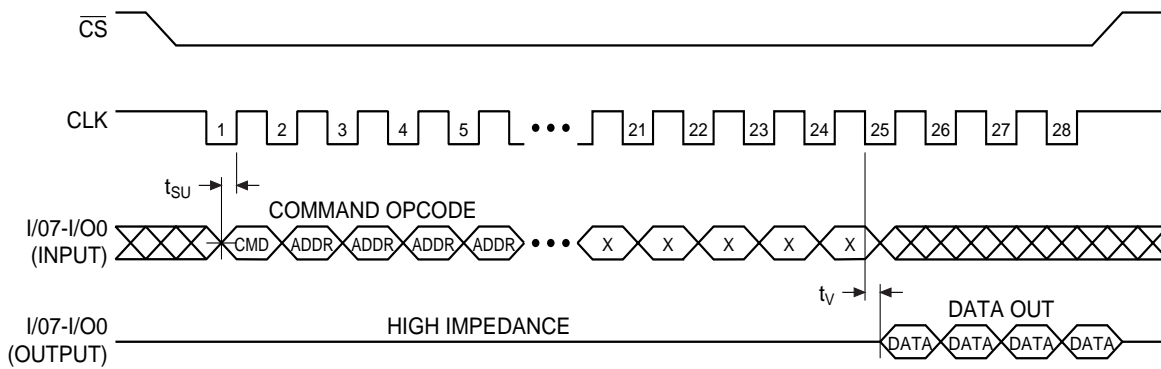 CS
CLK
1 2 3 4 5 ••• 21 22 23 24 25 26 27 28
tSU
COMMAND OPCODE
I/07-I/O0
(INPUT)
CMD ADDR ADDR ADDR ADDR ••• X X X X X
tV
DATA OUT
I/07-I/O0
(OUTPUT)
HIGH IMPEDANCE
DATA DATA DATA DATA